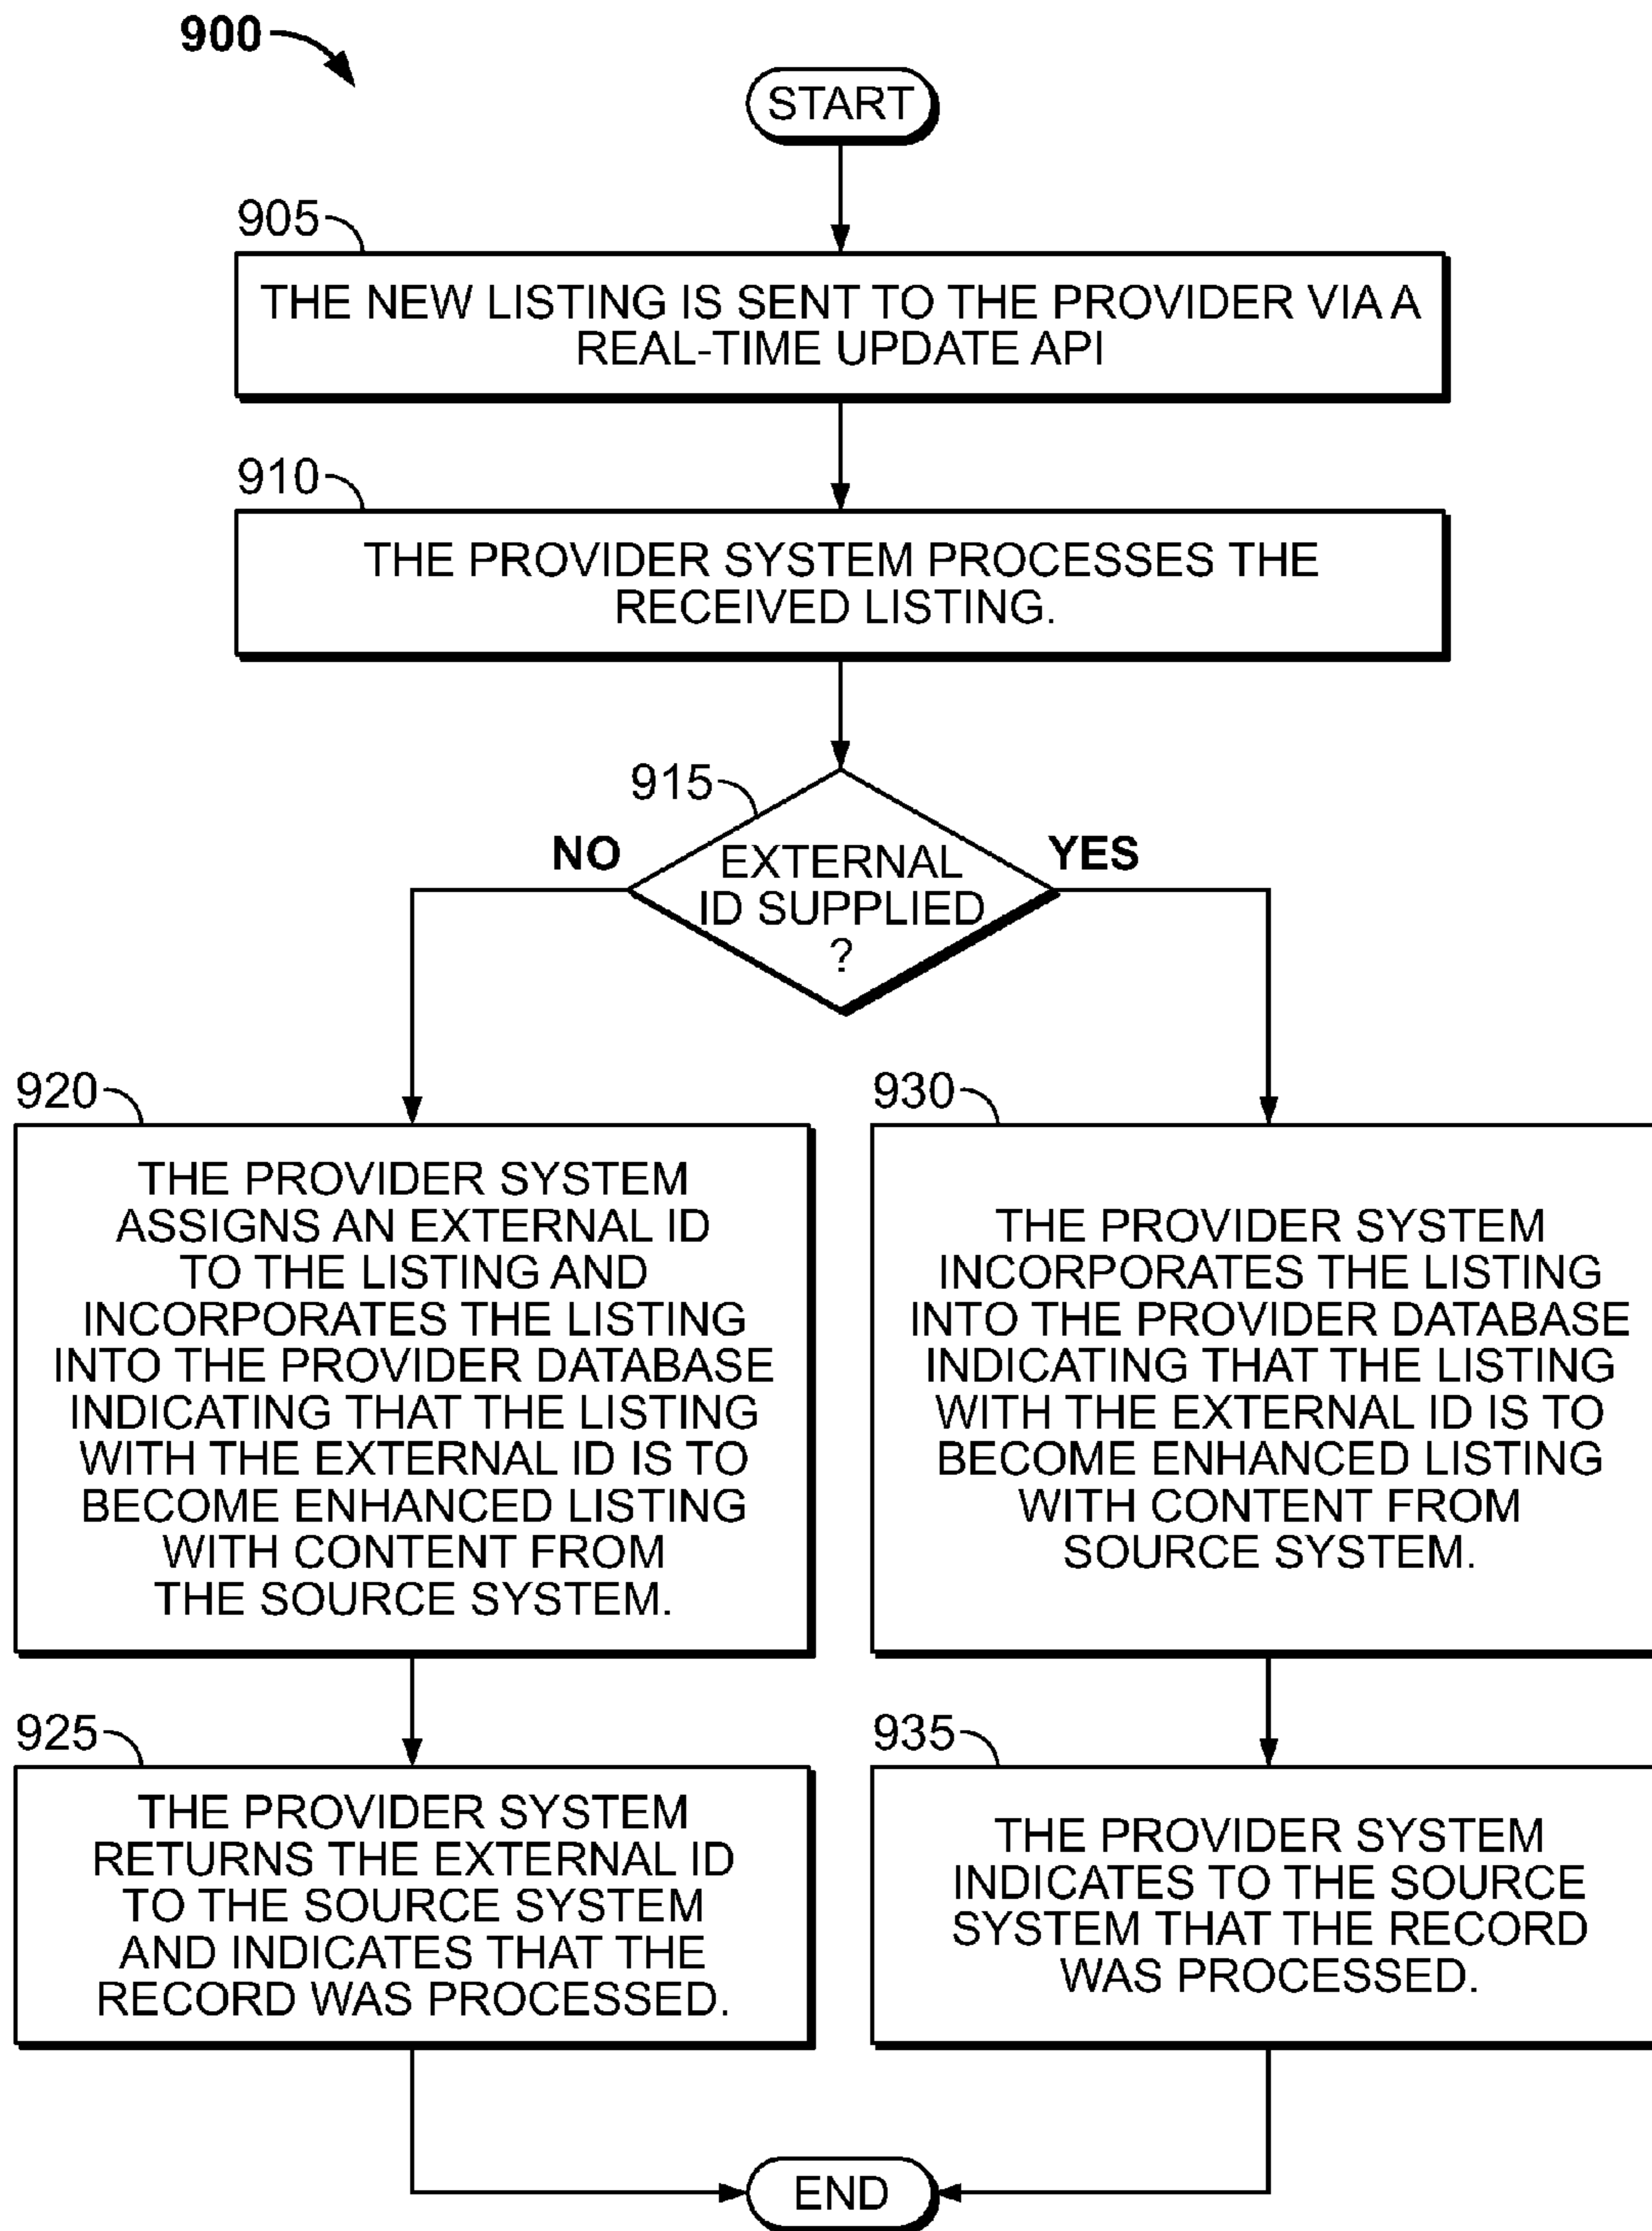 900
START
905
THE NEW LISTING IS SENT TO THE PROVIDER VIA A
REAL-TIME UPDATE API
910
THE PROVIDER SYSTEM PROCESSES THE
RECEIVED LISTING.
915
NO
YES
EXTERNAL
ID SUPPLIED
?
920
THE PROVIDER SYSTEM
ASSIGNS AN EXTERNAL ID
TO THE LISTING AND
INCORPORATES THE LISTING
INTO THE PROVIDER DATABASE
INDICATING THAT THE LISTING
WITH THE EXTERNAL ID IS TO
BECOME ENHANCED LISTING
WITH CONTENT FROM
THE SOURCE SYSTEM.
930
THE PROVIDER SYSTEM
INCORPORATES THE LISTING
INTO THE PROVIDER DATABASE
INDICATING THAT THE LISTING
WITH THE EXTERNAL ID IS TO
BECOME ENHANCED LISTING
WITH CONTENT FROM
SOURCE SYSTEM.
925
THE PROVIDER SYSTEM
RETURNS THE EXTERNAL ID
TO THE SOURCE SYSTEM
AND INDICATES THAT THE
RECORD WAS PROCESSED.
935
THE PROVIDER SYSTEM
INDICATES TO THE SOURCE
SYSTEM THAT THE RECORD
WAS PROCESSED.
END